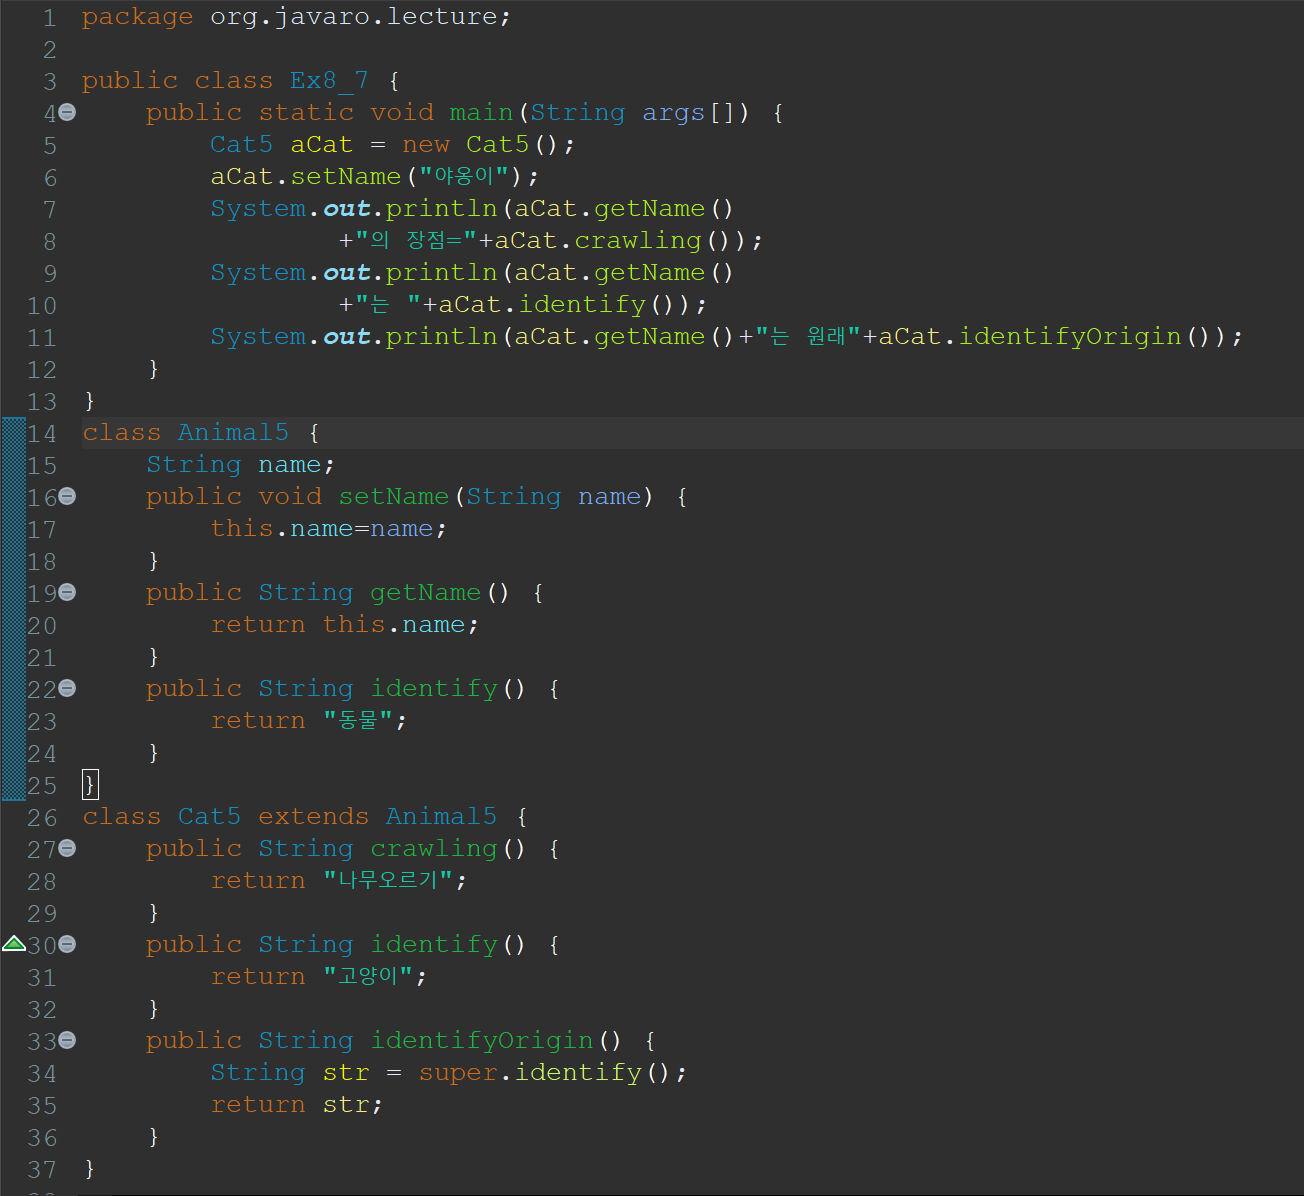 1 package org.javaro.lecture;
2
3 public class Ex8_7 {
4     public static void main(String args[]) {
5         Cat5 aCat = new Cat5();
6         aCat.setName("야옹이");
7         System.out.println(aCat.getName()
8                 +"의 장점="+aCat.crawling());
9         System.out.println(aCat.getName()
10                 +"는 "+aCat.identify());
11         System.out.println(aCat.getName()+"는 원래"+aCat.identifyOrigin());
12     }
13 }
14 class Animal5 {
15     String name;
16     public void setName(String name) {
17         this.name=name;
18     }
19     public String getName() {
20         return this.name;
21     }
22     public String identify() {
23         return "동물";
24     }
25 }
26 class Cat5 extends Animal5 {
27     public String crawling() {
28         return "나무오르기";
29     }
30     public String identify() {
31         return "고양이";
32     }
33     public String identifyOrigin() {
34         String str = super.identify();
35         return str;
36     }
37 }